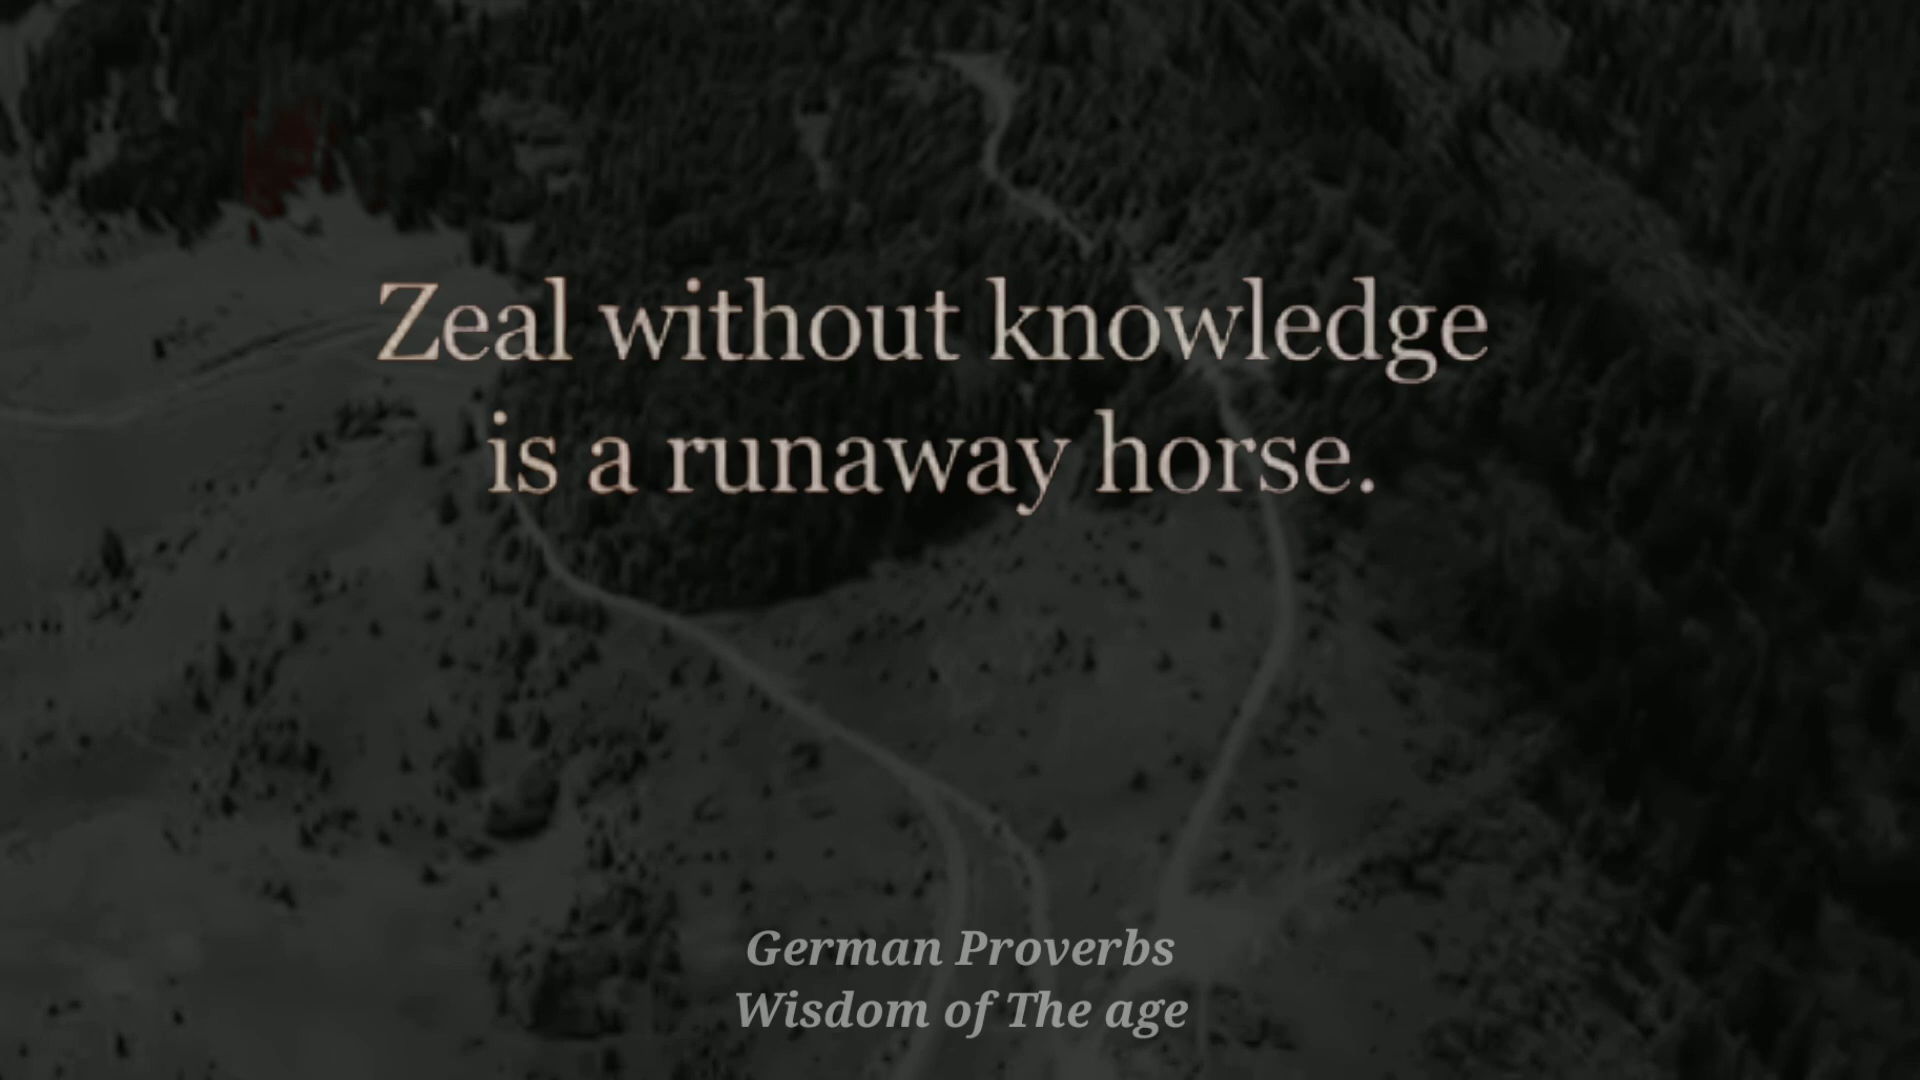 Zeal without knowledge
is a runaway horse.
German Proverbs
Wisdom of The age